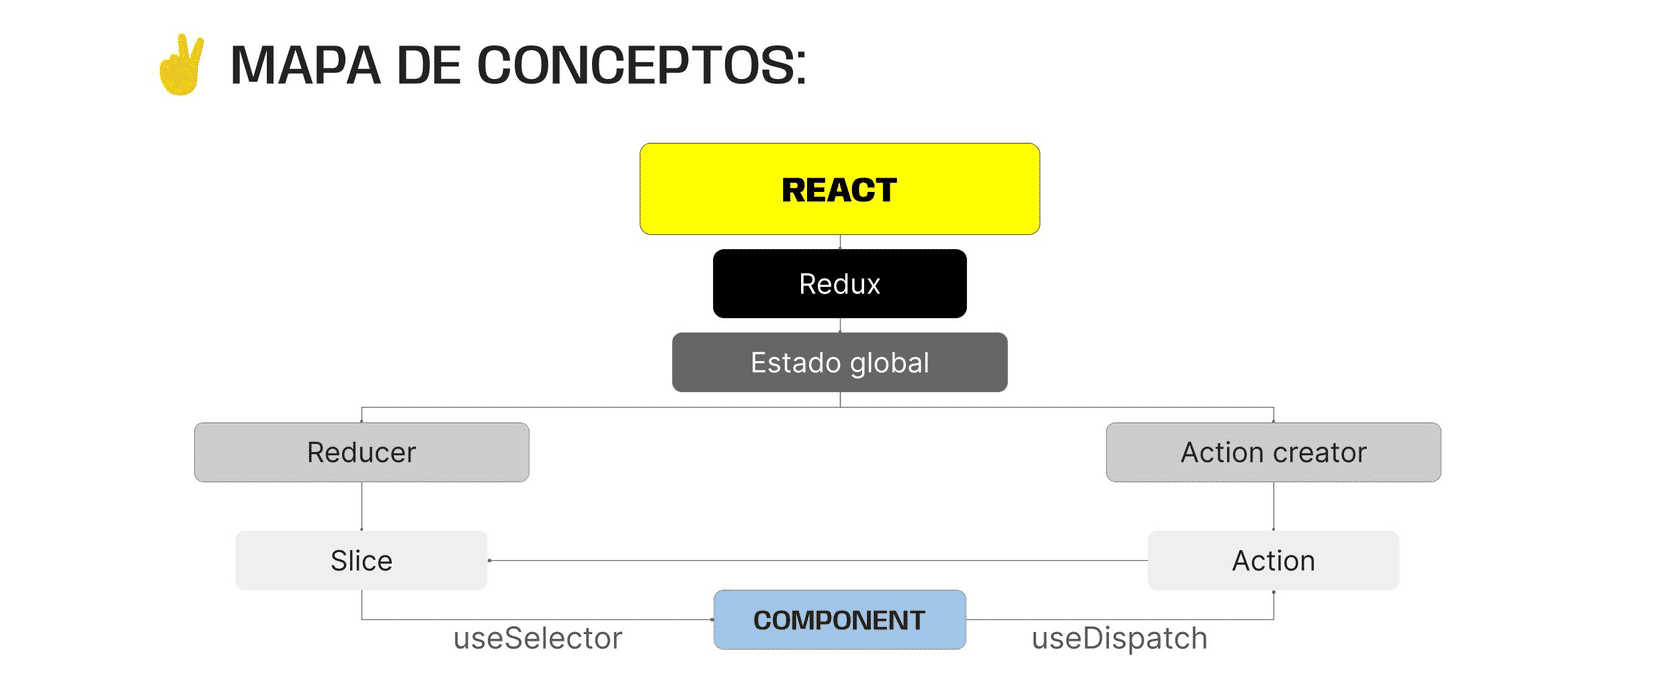 MAPA DE CONCEPTOS:
REACT
Redux
Estado global
Reducer
Action creator
Slice
Action
COMPONENT
useSelector
useDispatch